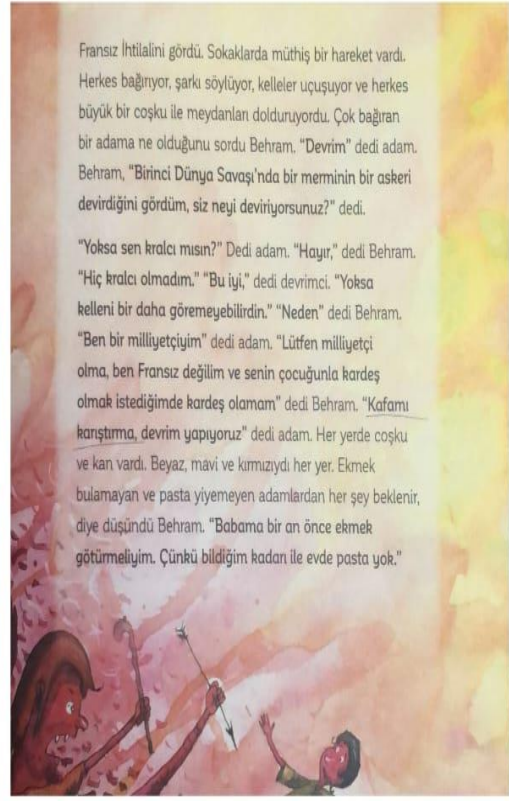 Fransız İhtilalini gördü. Sokaklarda müthiş bir hareket vardı.
Herkes bağırıyor, şarkı söylüyor, kelleler uçuşuyor ve herkes
büyük bir coşku ile meydanları dolduruyordu. Çok bağıran
bir adama ne olduğunu sordu Behram. “Devrim” dedi adam.
Behram, “Birinci Dünya Savaşı'nda bir merminin bir askeri
devirdiğini gördüm, siz neyi deviriyorsunuz?” dedi.
“Yoksa sen kralcı mısın?” Dedi adam. “Hayır,” dedi Behram.
“Hiç kralcı olmadım.” “Bu iyi,” dedi devrimci. “Yoksa
kelleni bir daha göremeyebilirdin.” “Neden” dedi Behram.
“Ben bir milliyetçiyim” dedi adam. “Lütfen milliyetçi
olma, ben Fransız değilim ve senin çocuğunla kardeş
olmak istediğimde kardeş olamam” dedi Behram. “Kafamı
karıştırma, devrim yapıyoruz” dedi adam. Her yerde coşku
ve kan vardı. Beyaz, mavi ve kırmızıydı her yer. Ekmek
bulamayan ve pasta yiyemeyen adamlardan her şey beklenir,
diye düşündü Behram. “Babama bir an önce ekmek
götürmeliyim. Çünkü bildiğim kadarı ile evde pasta yok.”